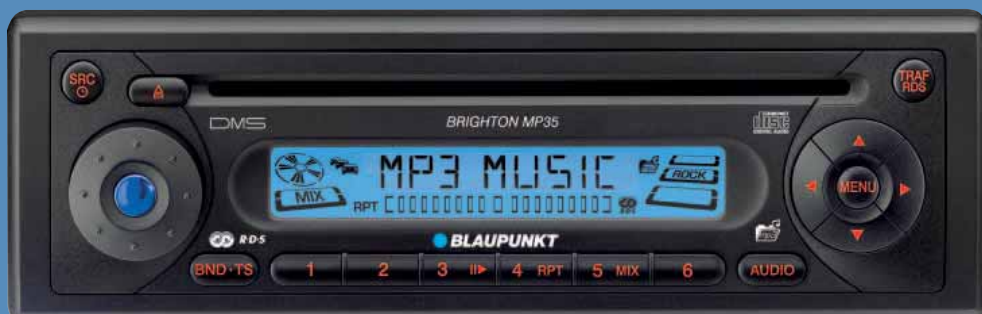 SRC
TRAF
RDS
DMS
BRIGHTON MP35
COMPACT
disc
DIGITAL AUDIO
MP3 MUSIC
ROCK
MIX
RPT
R·D·S
BLAUPUNKT
MENU
BND·TS 1 2 3 4 RPT 5 MIX 6 AUDIO